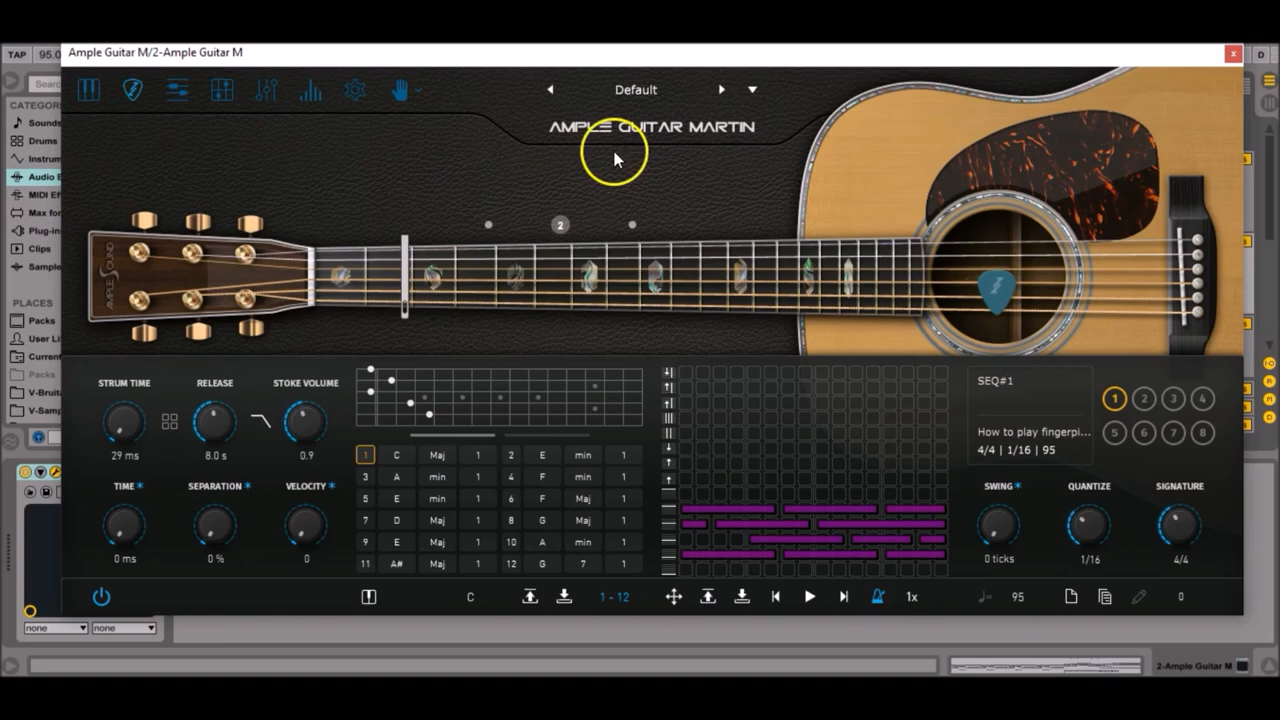 Ample Guitar M/2-Ample Guitar M
x
TAP 95.0
D
Default
AMPLE GUITAR MARTIN
Sear
CATEGOR
Sounds
Drums
Instrum
Audio E
MIDI Ef
Max for
Plug-in
Clips
Sample
PLACES
Packs
User Li
Current
Packs
V-Bruit
V-Samp
2
AMPLE SOUND
STRUM TIME RELEASE STOKE VOLUME
29 ms 8.0 s 0.9
TIME SEPARATION VELOCITY
0 ms 0 % 0
1 C Maj 1 2 E min 1
3 A min 1 4 F min 1
5 E min 1 6 F Maj 1
7 D Maj 1 8 G Maj 1
9 E Maj 1 10 A min 1
11 A# Maj 1 12 G 7 1
SEQ#1
How to play fingerpi...
4/4 | 1/16 | 95
1 2 3 4
5 6 7 8
SWING QUANTIZE SIGNATURE
0 ticks 1/16 4/4
C 1 - 12 1x 95 0
none none
2-Ample Guitar M